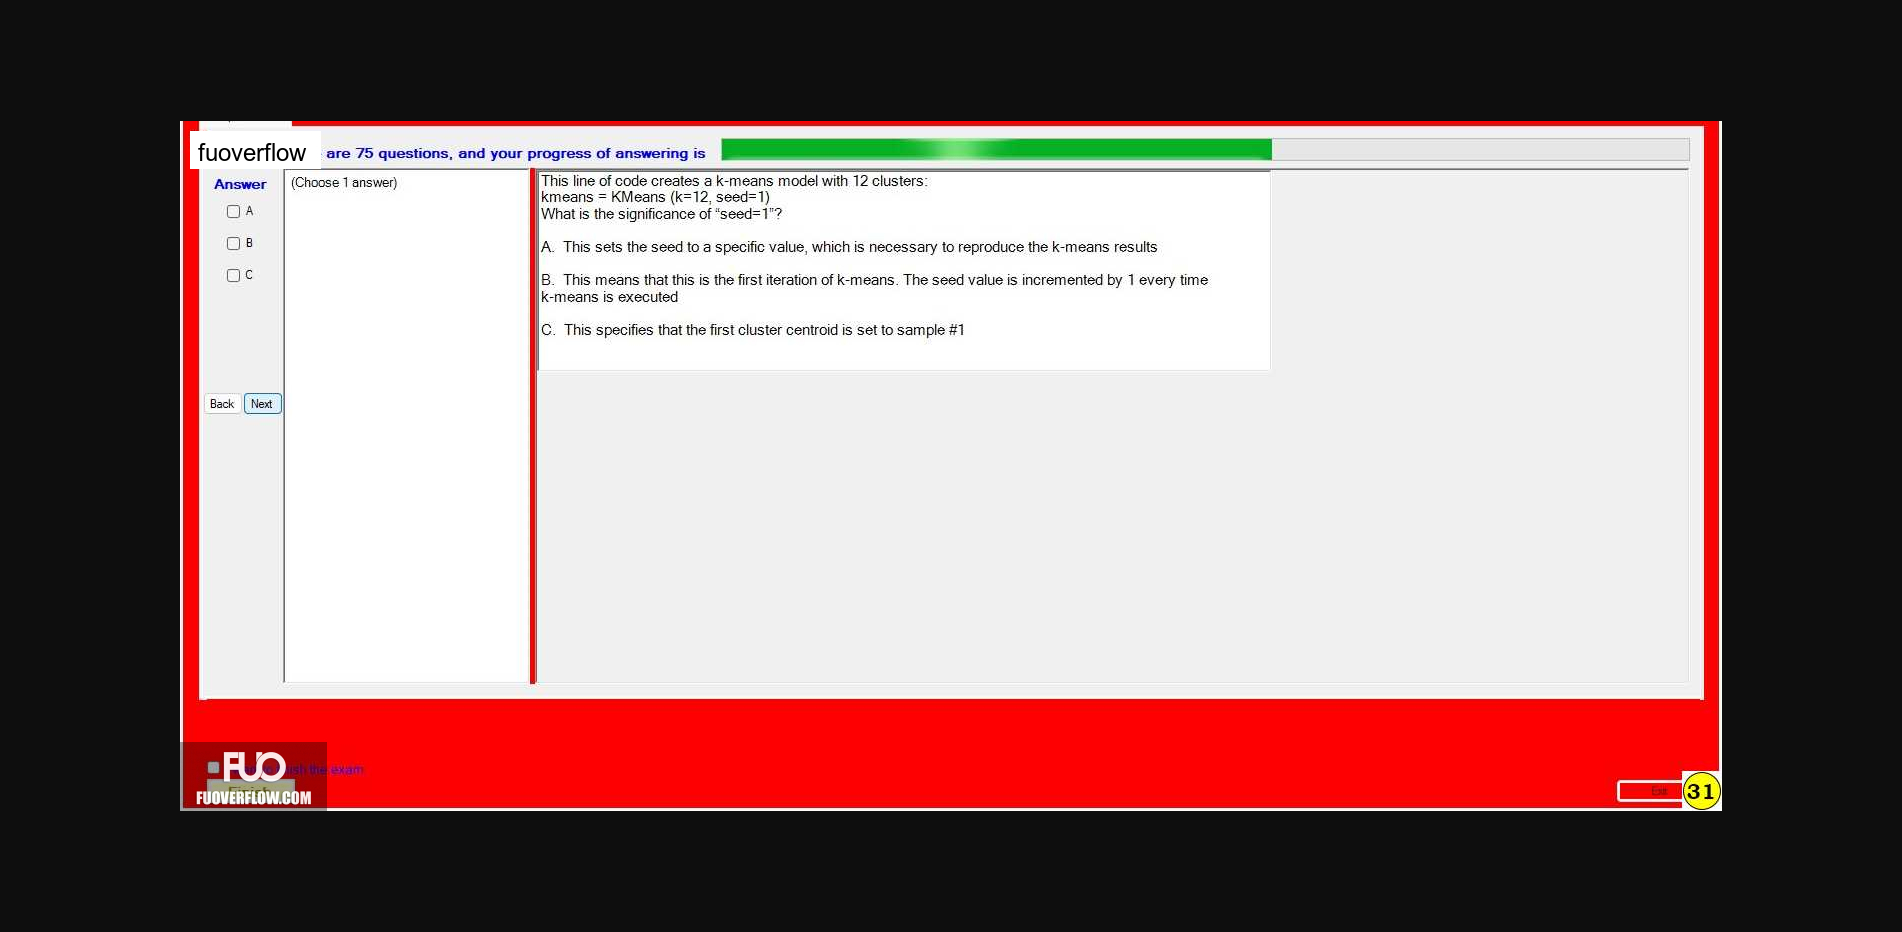 fuoverflow are 75 questions, and your progress of answering is
Answer
(Choose 1 answer)
A
B
C
Back Next
This line of code creates a k-means model with 12 clusters:
kmeans = KMeans (k=12, seed=1)
What is the significance of “seed=1”?
A. This sets the seed to a specific value, which is necessary to reproduce the k-means results
B. This means that this is the first iteration of k-means. The seed value is incremented by 1 every time
k-means is executed
C. This specifies that the first cluster centroid is set to sample #1
FUO
the exam
Finish
FUOVERFLOW.COM
Exit
31